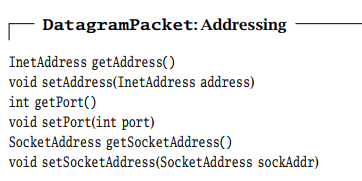 DatagramPacket: Addressing
InetAddress getAddress()
void setAddress(InetAddress address)
int getPort()
void setPort(int port)
SocketAddress getSocketAddress()
void setSocketAddress(SocketAddress sockAddr)